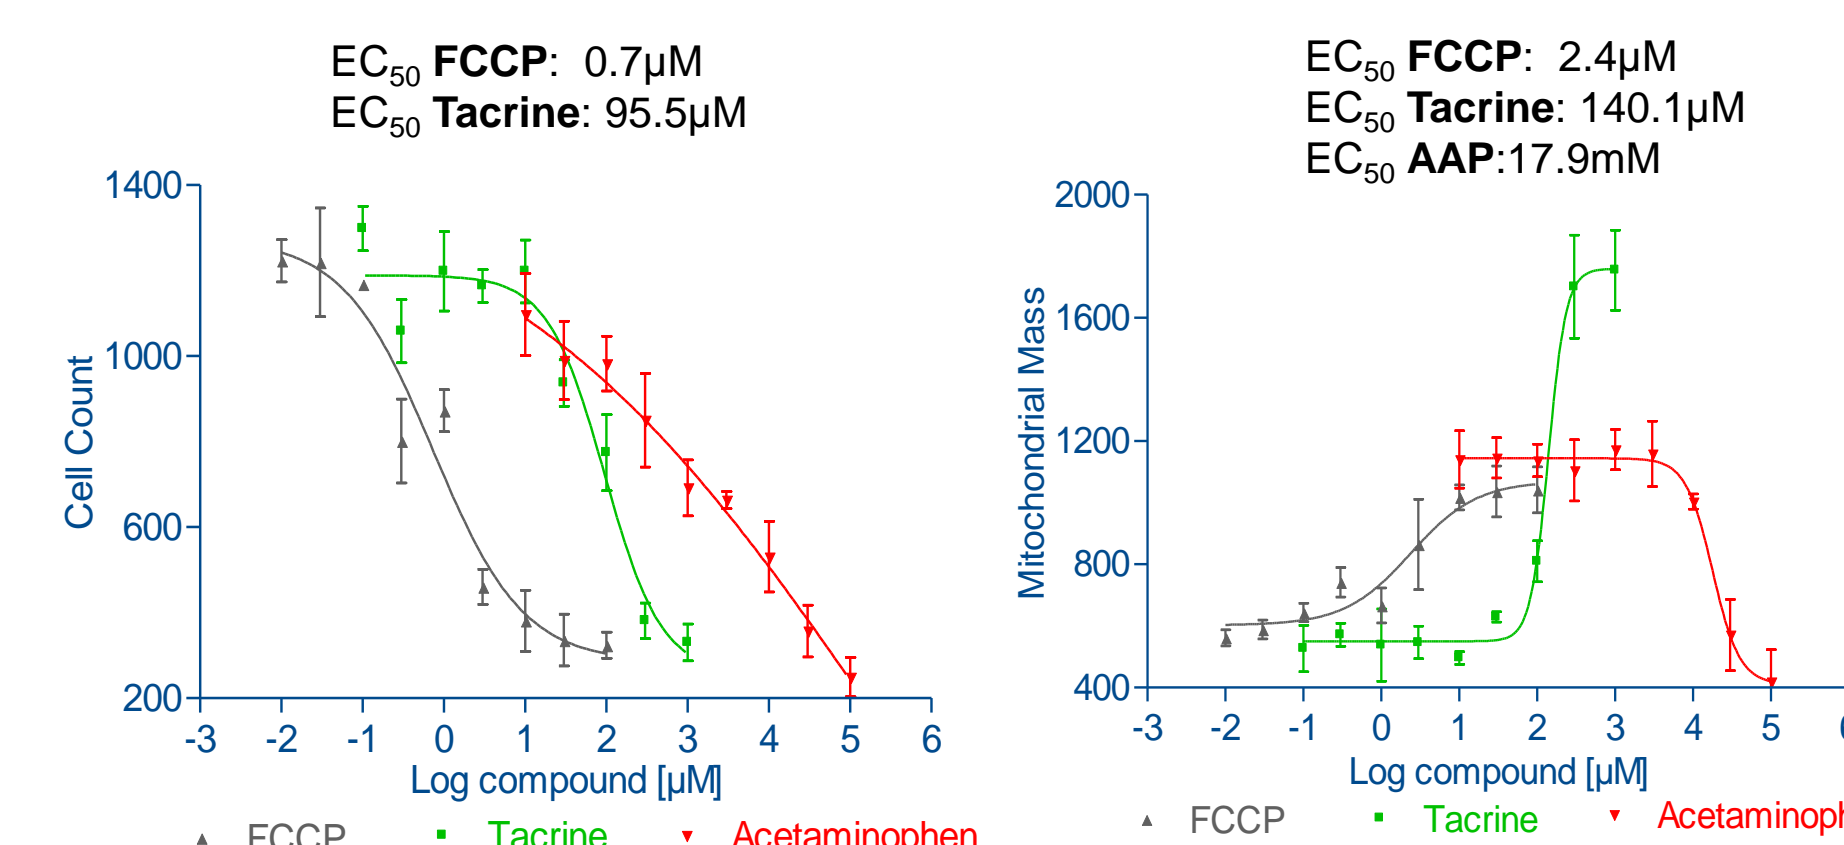 EC50 FCCP: 0.7µM
EC50 Tacrine: 95.5µM
1400
1000
600
200
Cell Count
-3 -2 -1 0 1 2 3 4 5 6
Log compound [µM]
FCCP Tacrine Acetaminophen
EC50 FCCP: 2.4µM
EC50 Tacrine: 140.1µM
EC50 AAP:17.9mM
2000
1600
1200
800
400
Mitochondrial Mass
-3 -2 -1 0 1 2 3 4 5 6
Log compound [µM]
FCCP Tacrine Acetaminoph